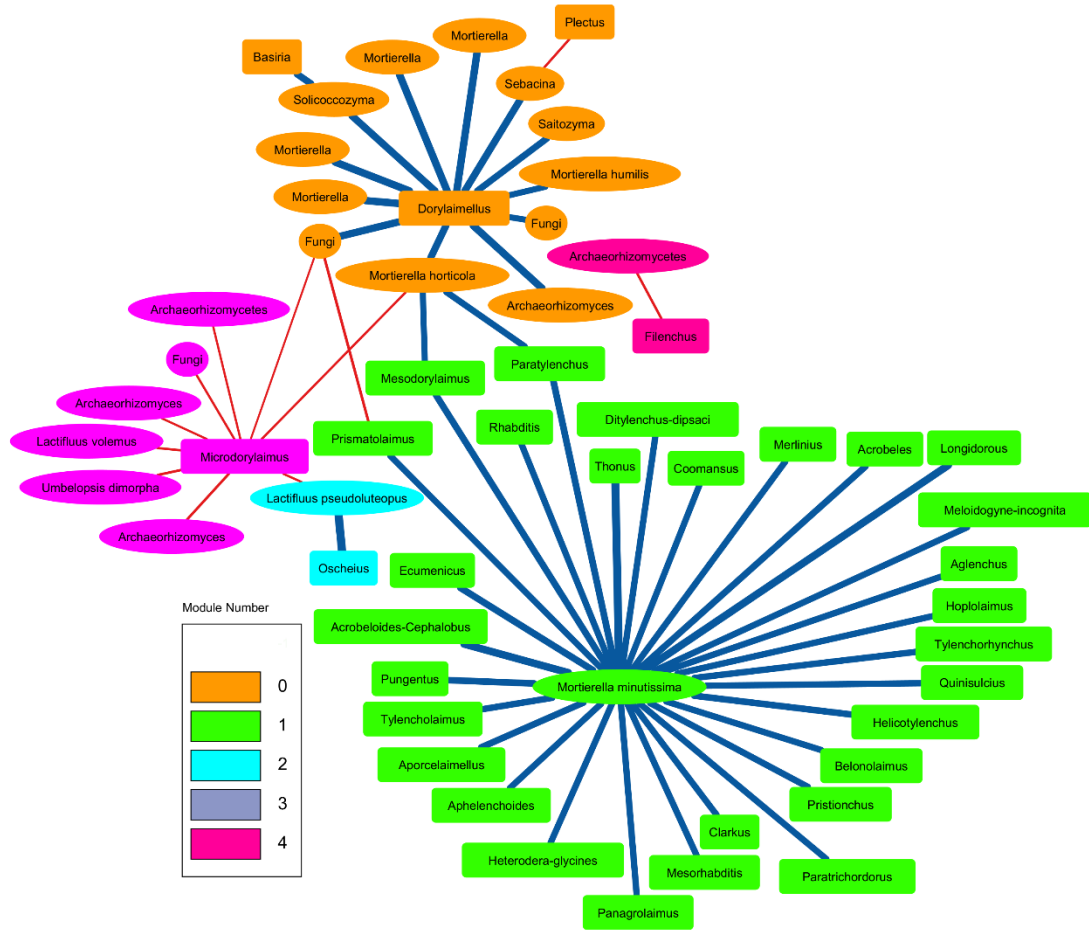 Plectus
Mortierella
Mortierella
Basiria
Sebacina
Solicoccozyma
Saitozyma
Mortierella
Mortierella humilis
Mortierella
Dorylaimellus
Fungi
Fungi
Archaeorhizomycetes
Mortierella horticola
Archaeorhizomyces
Archaeorhizomycetes
Filenchus
Fungi
Paratylenchus
Mesodorylaimus
Archaeorhizomyces
Ditylenchus-dipsaci
Rhabditis
Prismatolaimus
Merlinius
Acrobeles
Longidorous
Lactifluus volemus
Microdorylaimus
Thonus
Coomansus
Umbelopsis dimorpha
Lactifluus pseudoluteopus
Meloidogyne-incognita
Archaeorhizomyces
Oscheius
Ecumenicus
Aglenchus
Module Number
Hoplolaimus
Acrobeloides-Cephalobus
Tylenchorhynchus
Pungentus
Mortierella minutissima
Quinisulcius
0
Tylencholaimus
Helicotylenchus
1
Aporcelaimellus
Belonolaimus
2
Aphelenchoides
Pristionchus
3
Clarkus
4
Heterodera-glycines
Mesorhabditis
Paratrichordorus
Panagrolaimus